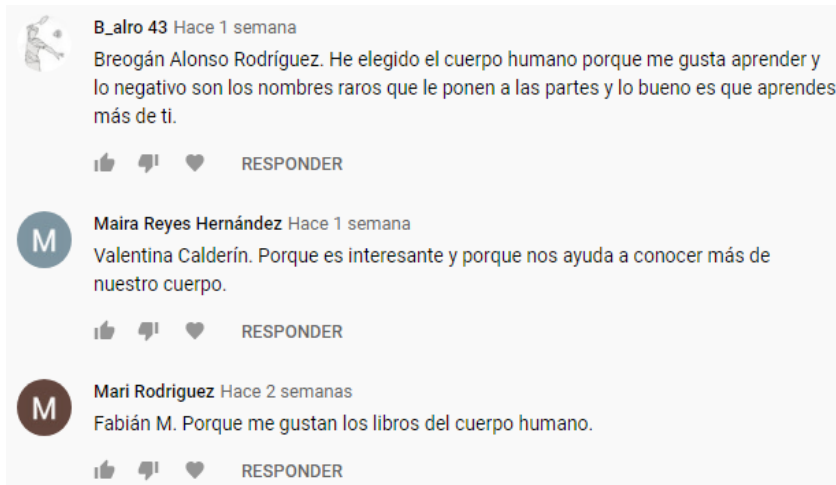 B_alro 43 Hace 1 semana
Breogán Alonso Rodríguez. He elegido el cuerpo humano porque me gusta aprender y
lo negativo son los nombres raros que le ponen a las partes y lo bueno es que aprendes
más de ti.
RESPONDER
M
Maira Reyes Hernández Hace 1 semana
Valentina Calderín. Porque es interesante y porque nos ayuda a conocer más de
nuestro cuerpo.
RESPONDER
M
Mari Rodriguez Hace 2 semanas
Fabián M. Porque me gustan los libros del cuerpo humano.
RESPONDER